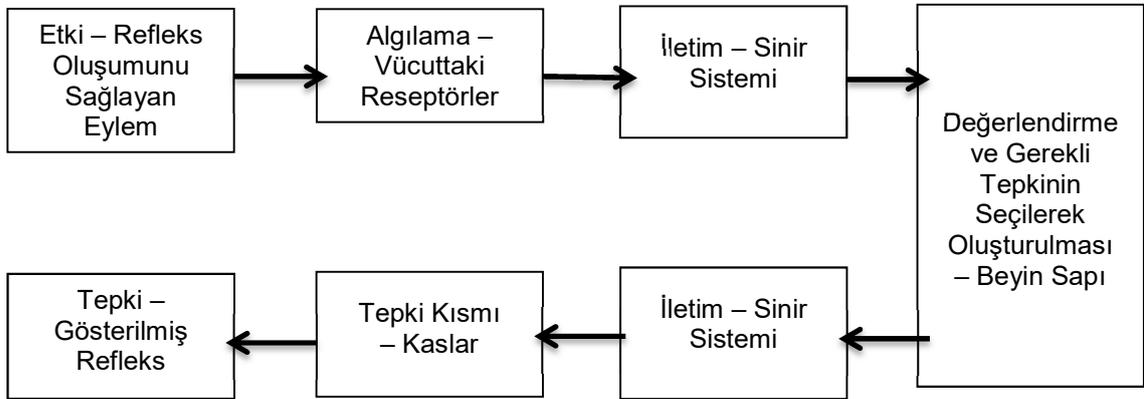 Etki – Refleks
Oluşumunu
Sağlayan
Eylem
Algılama –
Vücuttaki
Reseptörler
İletim – Sinir
Sistemi
Değerlendirme
ve Gerekli
Tepkinin
Seçilerek
Oluşturulması
– Beyin Sapı
Tepki –
Gösterilmiş
Refleks
Tepki Kısmı
– Kaslar
İletim – Sinir
Sistemi